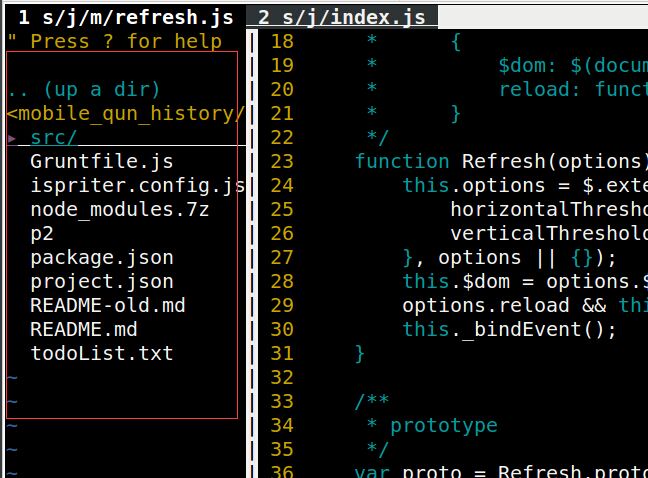 1 s/j/m/refresh.js 2 s/j/index.js
" Press ? for help
.. (up a dir)
<mobile_qun_history/
▸ src/
Gruntfile.js
ispriter.config.js
node_modules.7z
p2
package.json
project.json
README-old.md
README.md
todoList.txt
~
~
~
~
~
18 * {
19 * $dom: $(docum
20 * reload: funct
21 * }
22 */
23 function Refresh(options)
24 this.options = $.exte
25 horizontalThresho
26 verticalThreshold
27 }, options || {});
28 this.$dom = options.$
29 options.reload && thi
30 this._bindEvent();
31 }
32
33 /**
34 * prototype
35 */
36 var proto = Refresh.proto